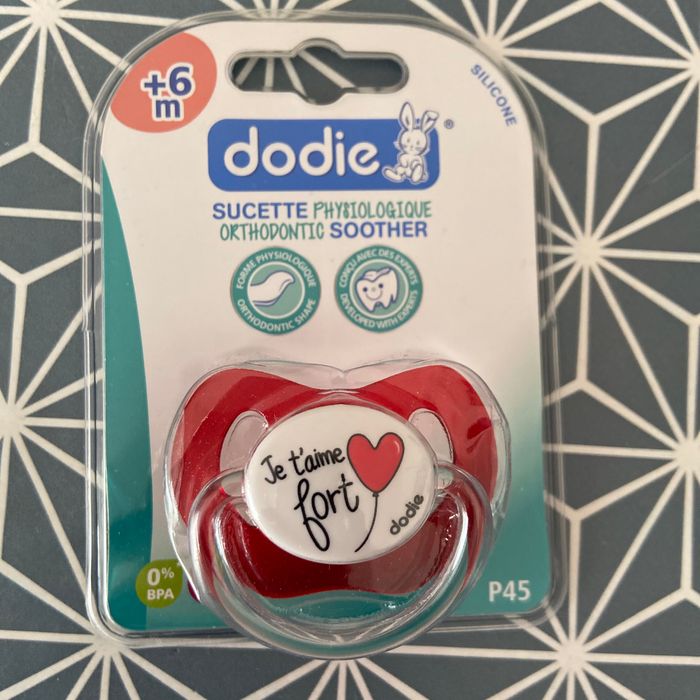 +6
m
SILICONE
dodie®
SUCETTE PHYSIOLOGIQUE
ORTHODONTIC SOOTHER
FORME PHYSIOLOGIQUE
ORTHODONTIC SHAPE
CONÇU AVEC DES EXPERTS
DEVELOPED WITH EXPERTS
Je t'aime
fort
dodie
0%
BPA
P45